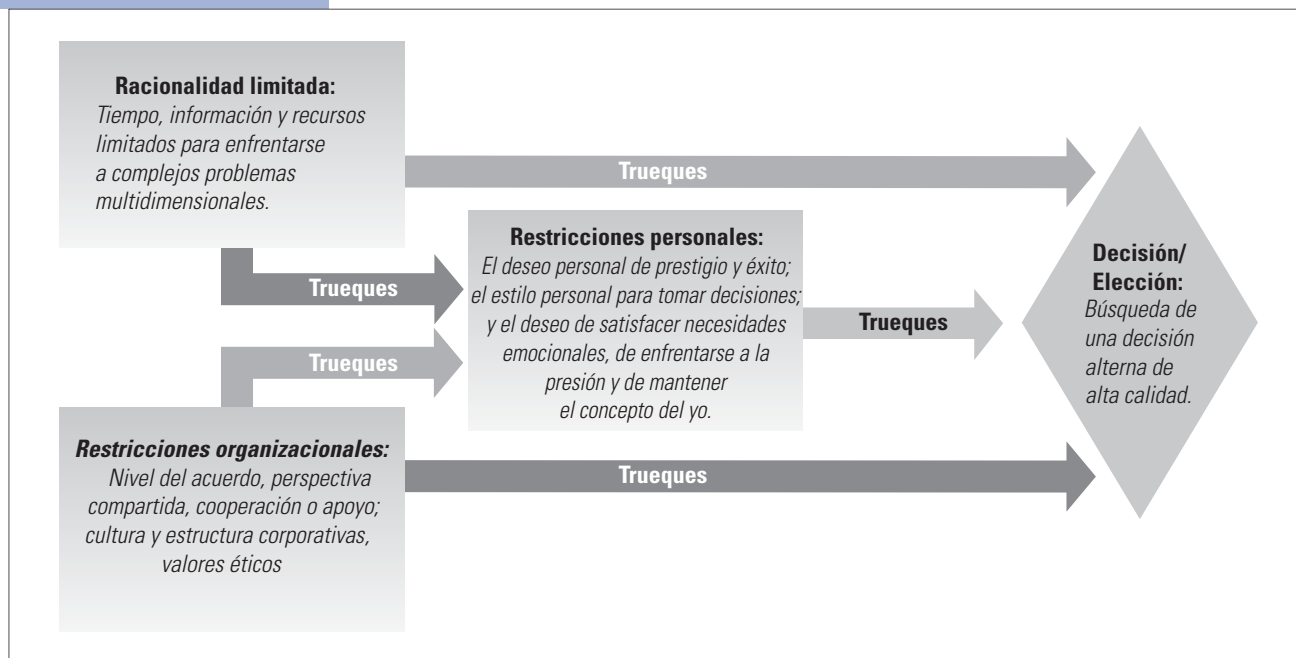 Racionalidad limitada:
Tiempo, información y recursos
limitados para enfrentarse
a complejos problemas
multidimensionales.
Trueques
Trueques
Trueques
Restricciones personales:
El deseo personal de prestigio y éxito;
el estilo personal para tomar decisiones;
y el deseo de satisfacer necesidades
emocionales, de enfrentarse a la
presión y de mantener
el concepto del yo.
Trueques
Restricciones organizacionales:
Nivel del acuerdo, perspectiva
compartida, cooperación o apoyo;
cultura y estructura corporativas,
valores éticos
Trueques
Decisión/
Elección:
Búsqueda de
una decisión
alterna de
alta calidad.